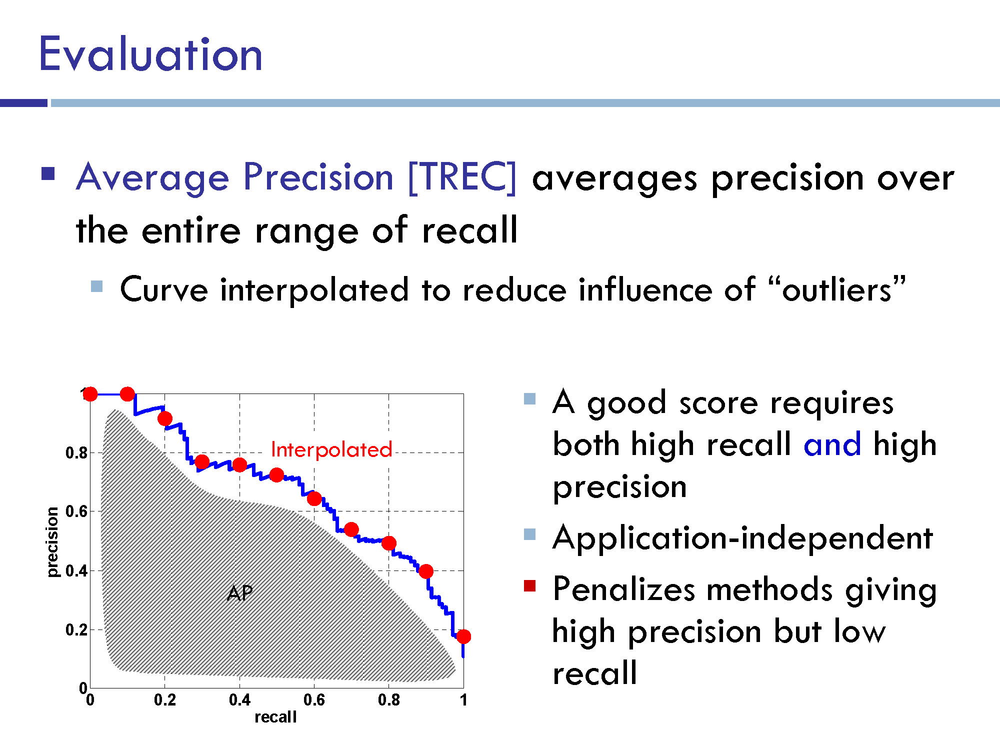 Evaluation
Average Precision [TREC] averages precision over
the entire range of recall
Curve interpolated to reduce influence of “outliers”
1
0.8
0.6
0.4
0.2
0
0
0.2
0.4
0.6
0.8
1
precision
recall
Interpolated
AP
A good score requires
both high recall and high
precision
Application-independent
Penalizes methods giving
high precision but low
recall